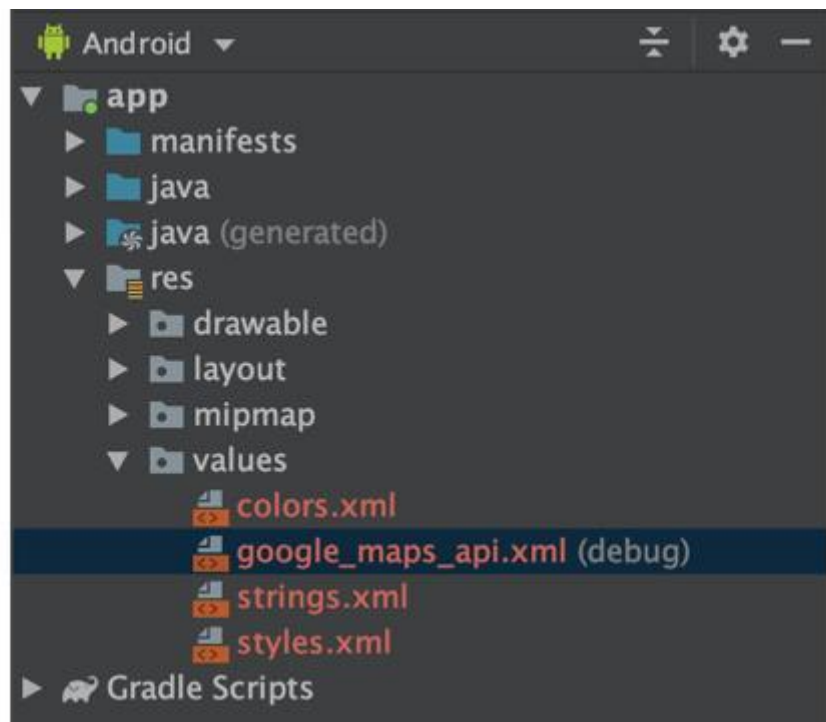 Android
app
manifests
java
java (generated)
res
drawable
layout
mipmap
values
colors.xml
google_maps_api.xml (debug)
strings.xml
styles.xml
Gradle Scripts